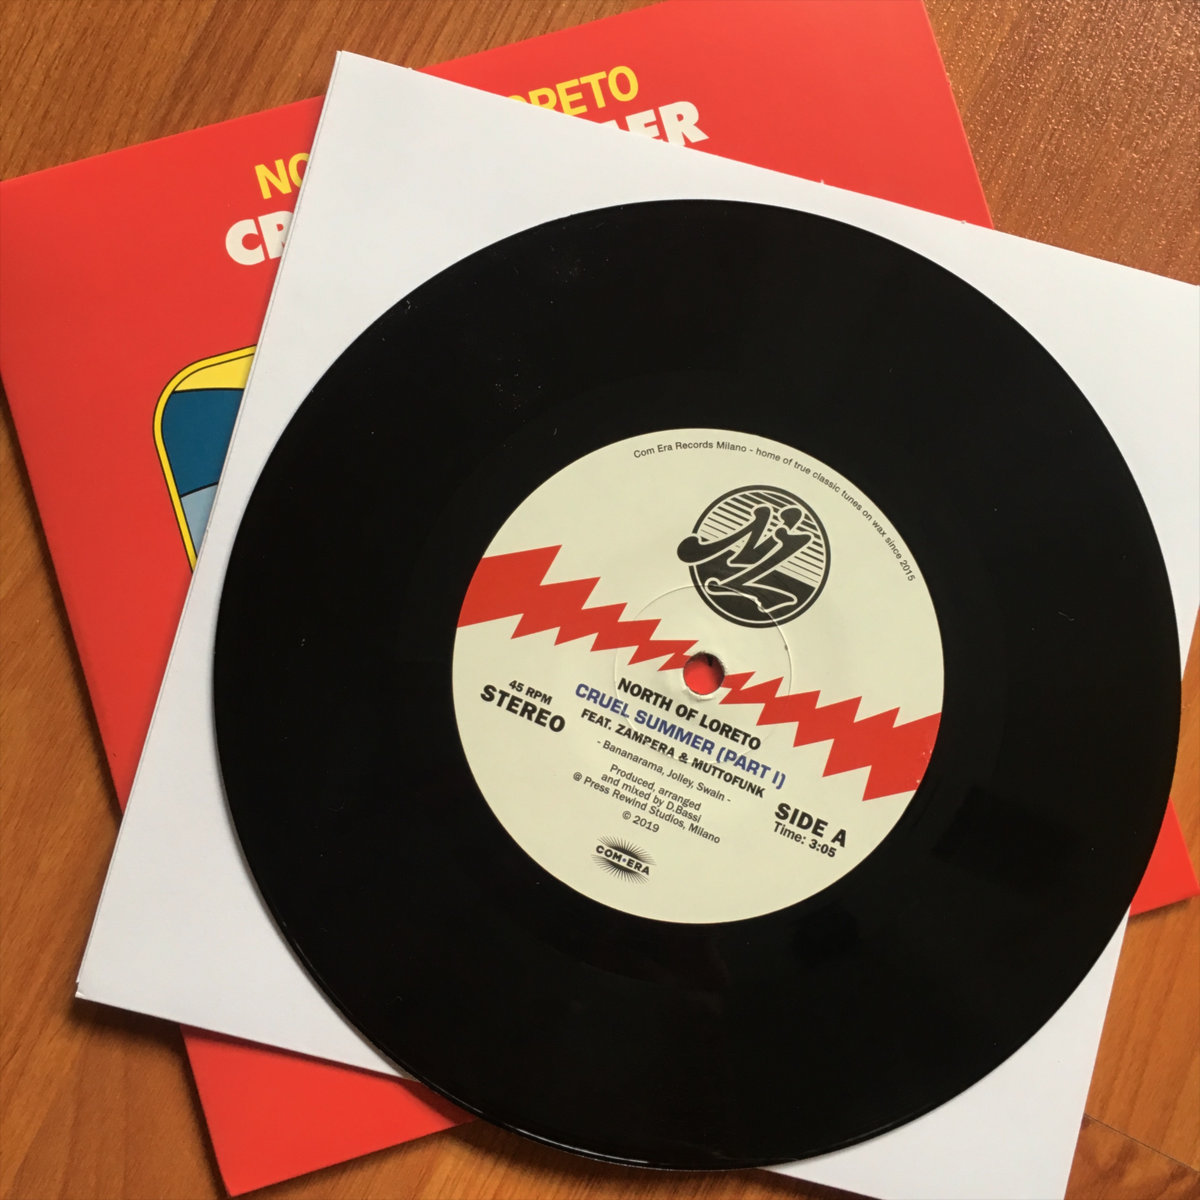 NO
ORETO
CR
ER
Com Era Records Milano - home of true classic tunes on wax since 2015
NL
45 RPM
STEREO
NORTH OF LORETO
CRUEL SUMMER (PART I)
FEAT. ZAMPERA & MUTTOFUNK
- Bananarama, Jolley, Swain -
Produced, arranged
and mixed by D.Bassi
@ Press Rewind Studios, Milano
© 2019
SIDE A
Time: 3:05
COM•ERA